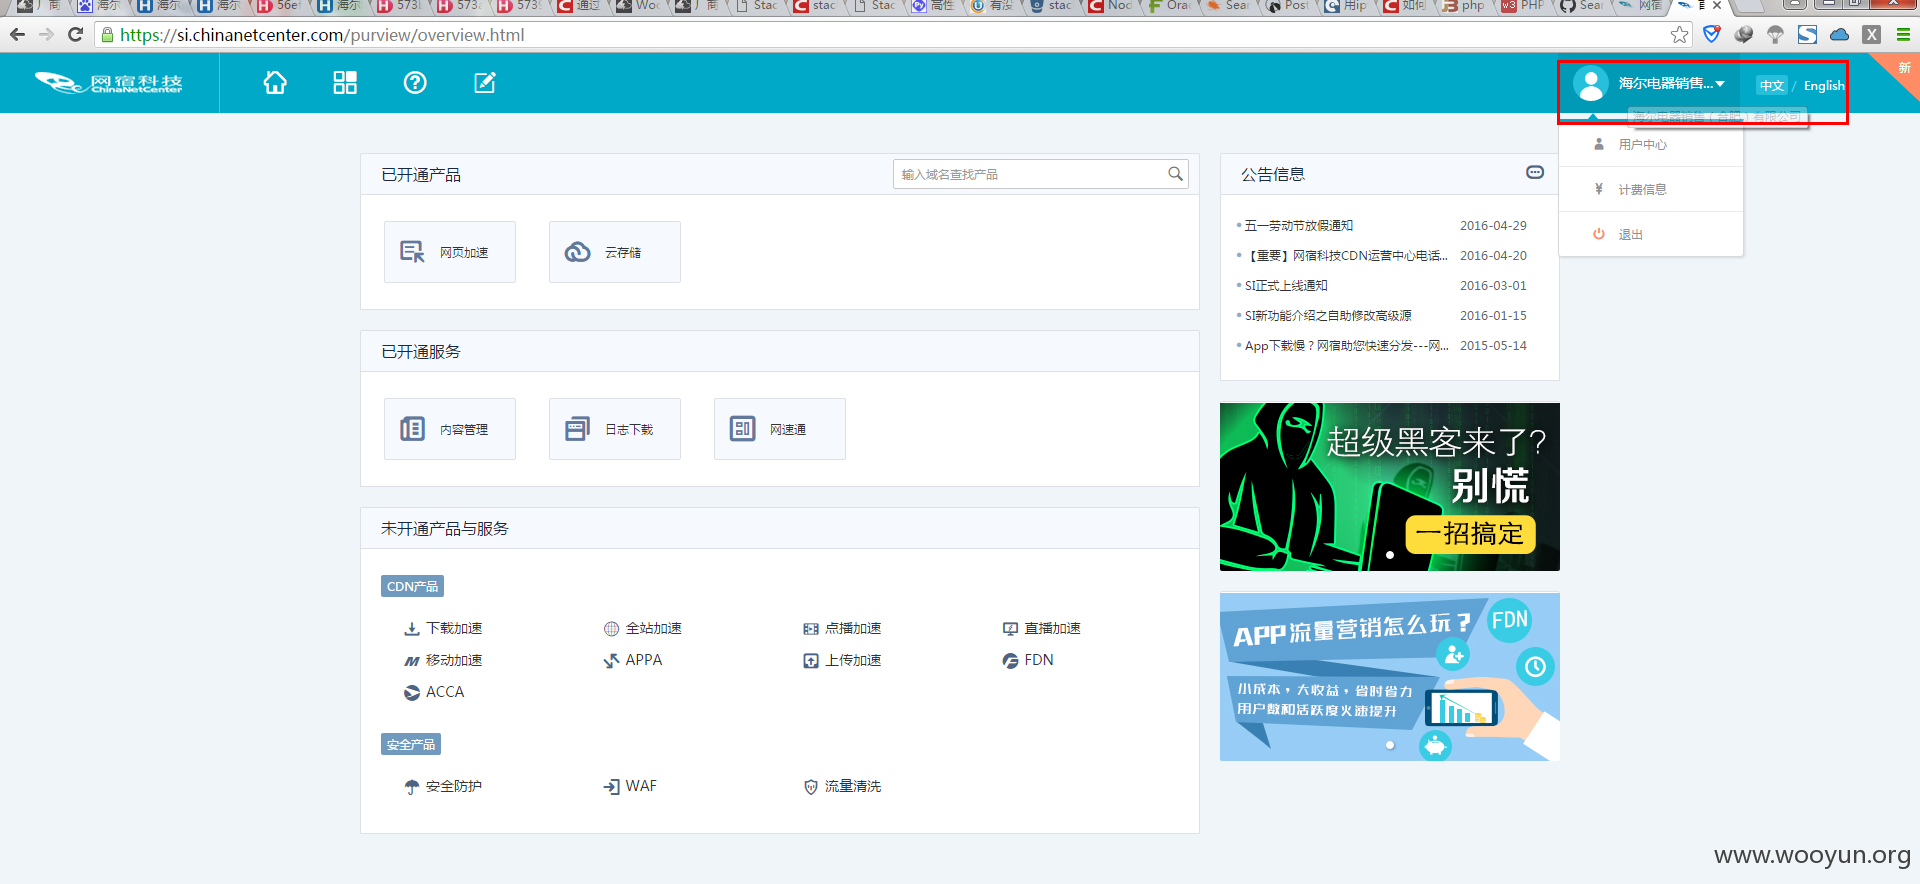 https://si.chinanetcenter.com/purview/overview.html
网宿科技
ChinaNetCenter
海尔电器销售...
中文 / English
新
海尔电器销售（合肥）有限公司
用户中心
¥ 计费信息
退出
已开通产品
输入域名查找产品
网页加速
云存储
已开通服务
内容管理
日志下载
网速通
未开通产品与服务
CDN产品
下载加速
全站加速
点播加速
直播加速
移动加速
APPA
上传加速
FDN
ACCA
安全产品
安全防护
WAF
流量清洗
公告信息
五一劳动节放假通知 2016-04-29
【重要】网宿科技CDN运营中心电话... 2016-04-20
SI正式上线通知 2016-03-01
SI新功能介绍之自助修改高级源 2016-01-15
App下载慢？网宿助您快速分发---网... 2015-05-14
超级黑客来了?
别慌
一招搞定
APP流量营销怎么玩？
FDN
小成本，大收益，省时省力
用户数和活跃度火速提升
www.wooyun.org